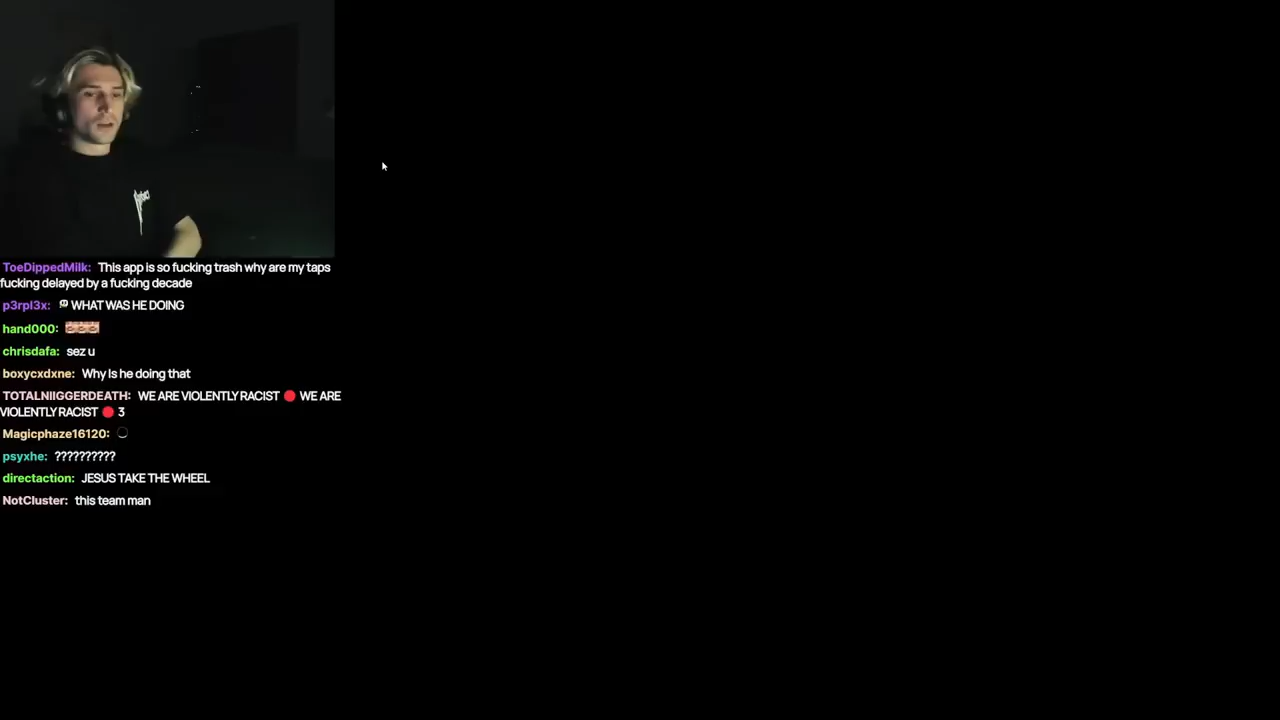 ToeDippedMilk: This app is so fucking trash why are my taps
fucking delayed by a fucking decade
p3rpl3x: WHAT WAS HE DOING
hand000:
chrisdafa: sez u
boxycxdxne: Why Is he doing that
TOTALNIIGGERDEATH: WE ARE VIOLENTLY RACIST 🔴 WE ARE
VIOLENTLY RACIST 🔴 3
Magicphaze16120:
psyxhe: ??????????
directaction: JESUS TAKE THE WHEEL
NotCluster: this team man